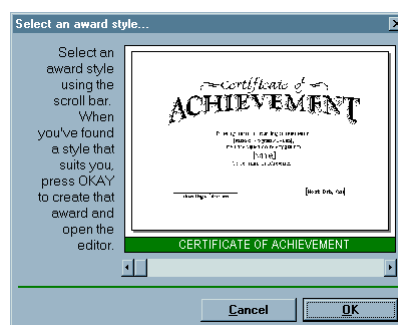 Select an award style...
Select an
award style
using the
scroll bar.
When
you've found
a style that
suits you,
press OKAY
to create that
award and
open the
editor.
Certificate of
ACHIEVEMENT
CERTIFICATE OF ACHIEVEMENT
Cancel
OK